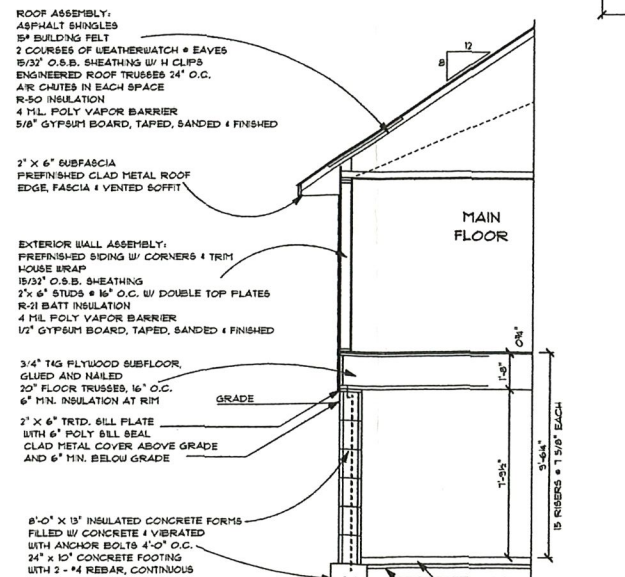 ROOF ASSEMBLY:
ASPHALT SHINGLES
15# BUILDING FELT
2 COURSES OF WEATHERWATCH @ EAVES
15/32" O.S.B. SHEATHING W/ H CLIPS
ENGINEERED ROOF TRUSSES 24" O.C.
AIR CHUTES IN EACH SPACE
R-50 INSULATION
4 MIL POLY VAPOR BARRIER
5/8" GYPSUM BOARD, TAPED, SANDED & FINISHED
12
8
2" X 6" SUBFASCIA
PREFINISHED CLAD METAL ROOF
EDGE, FASCIA & VENTED SOFFIT
MAIN
FLOOR
EXTERIOR WALL ASSEMBLY:
PREFINISHED SIDING W/ CORNERS & TRIM
HOUSE WRAP
15/32" O.S.B. SHEATHING
2"x 6" STUDS @ 16" O.C. W/ DOUBLE TOP PLATES
R-21 BATT INSULATION
4 MIL POLY VAPOR BARRIER
1/2" GYPSUM BOARD, TAPED, SANDED & FINISHED
0¾"
3/4" T&G PLYWOOD SUBFLOOR,
GLUED AND NAILED
20" FLOOR TRUSSES, 16" O.C.
6" MIN. INSULATION AT RIM
GRADE
1'-8"
2" X 6" TRTD. SILL PLATE
WITH 6" POLY SILL SEAL
CLAD METAL COVER ABOVE GRADE
AND 6" MIN. BELOW GRADE
7'-9½"
9'-6¼"
15 RISERS @ 7 5/8" EACH
8'-0" X 13" INSULATED CONCRETE FORMS
FILLED W/ CONCRETE & VIBRATED
WITH ANCHOR BOLTS 4'-0" O.C.
24" x 10" CONCRETE FOOTING
WITH 2 - #4 REBAR, CONTINUOUS